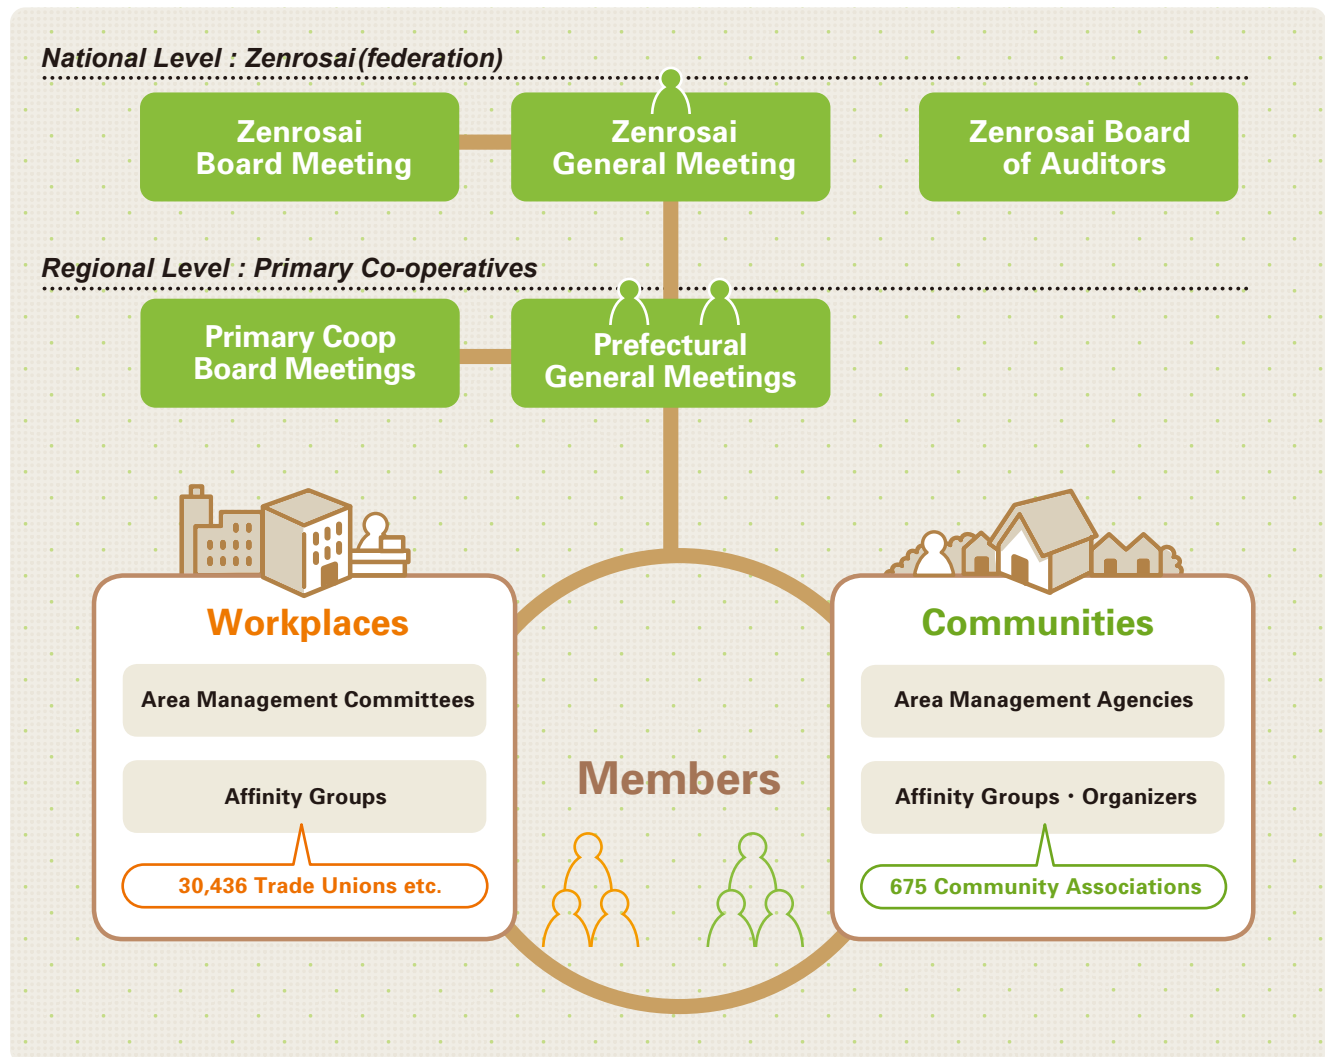 National Level : Zenrosai (federation)
Zenrosai
Board Meeting
Zenrosai
General Meeting
Zenrosai Board
of Auditors
Regional Level : Primary Co-operatives
Primary Coop
Board Meetings
Prefectural
General Meetings
Workplaces
Area Management Committees
Affinity Groups
30,436 Trade Unions etc.
Members
Communities
Area Management Agencies
Affinity Groups・Organizers
675 Community Associations